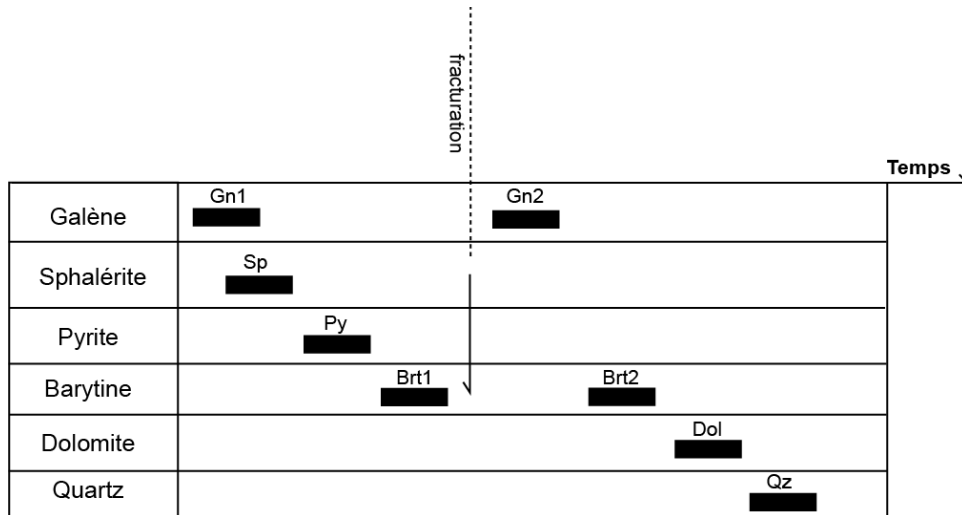 fracturation
Temps
Galène Gn1 Gn2
Sphalérite Sp
Pyrite Py
Barytine Brt1 Brt2
Dolomite Dol
Quartz Qz